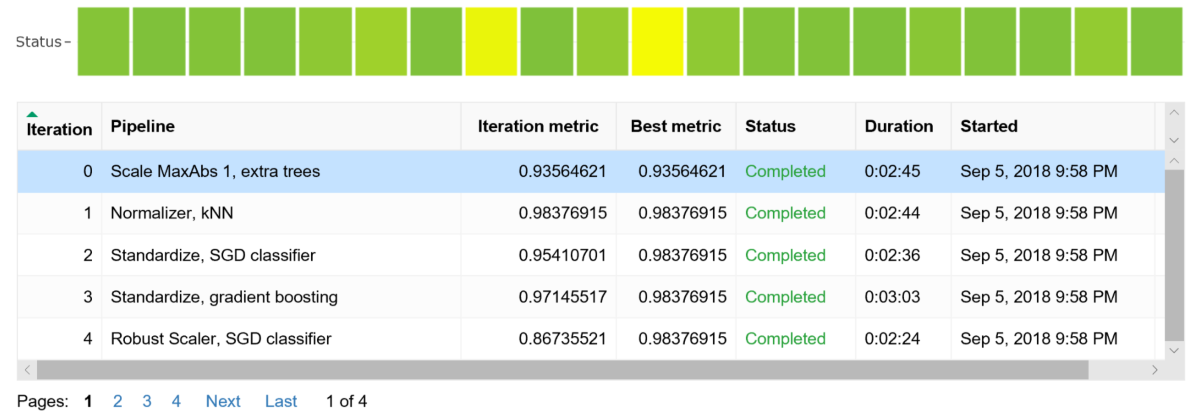 Status
Iteration Pipeline Iteration metric Best metric Status Duration Started
0 Scale MaxAbs 1, extra trees 0.93564621 0.93564621 Completed 0:02:45 Sep 5, 2018 9:58 PM
1 Normalizer, kNN 0.98376915 0.98376915 Completed 0:02:44 Sep 5, 2018 9:58 PM
2 Standardize, SGD classifier 0.95410701 0.98376915 Completed 0:02:36 Sep 5, 2018 9:58 PM
3 Standardize, gradient boosting 0.97145517 0.98376915 Completed 0:03:03 Sep 5, 2018 9:58 PM
4 Robust Scaler, SGD classifier 0.86735521 0.98376915 Completed 0:02:24 Sep 5, 2018 9:58 PM
Pages: 1 2 3 4 Next Last 1 of 4